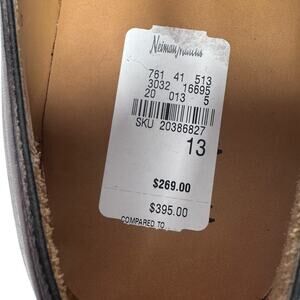 Neiman Marcus
761 41 513
3032 16695
20 013 5
SKU 20386827
13
$269.00
$395.00
COMPARED TO